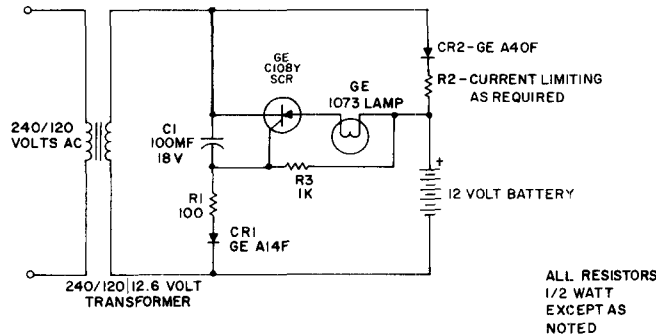 GE
C108Y
SCR
CR2-GE A40F
GE
1073 LAMP
R2-CURRENT LIMITING
AS REQUIRED
240/120
VOLTS AC
C1
100MF
18V
R3
1K
R1
100
+
12 VOLT BATTERY
CR1
GE A14F
240/120 12.6 VOLT
TRANSFORMER
ALL RESISTORS
1/2 WATT
EXCEPT AS
NOTED